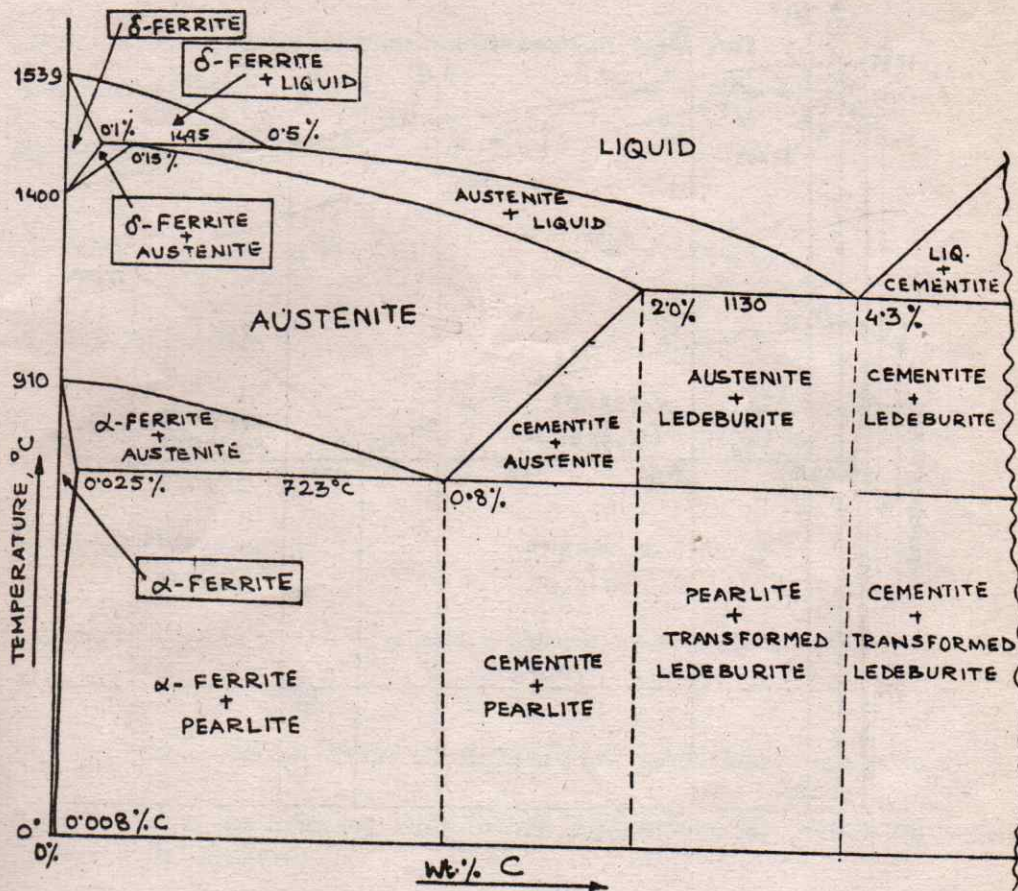 δ-FERRITE
δ-FERRITE
+ LIQUID
1539
0·1%
1495
0·5%
0·15%
LIQUID
1400
δ-FERRITE
+
AUSTENITE
AUSTENITE
+
LIQUID
LIQ.
+
CEMENTITE
AUSTENITE
2·0%
1130
4·3%
910
α-FERRITE
+
AUSTENITE
CEMENTITE
+
AUSTENITE
AUSTENITE
+
LEDEBURITE
CEMENTITE
+
LEDEBURITE
0·025%
723°C
0·8%
TEMPERATURE, °C
α-FERRITE
α- FERRITE
+
PEARLITE
CEMENTITE
+
PEARLITE
PEARLITE
+
TRANSFORMED
LEDEBURITE
CEMENTITE
+
TRANSFORMED
LEDEBURITE
0°
0·008%C
0%
Wt.% C